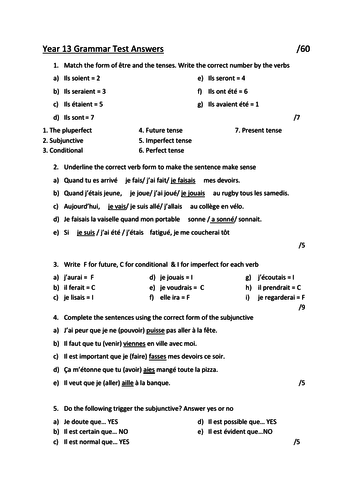 Year 13 Grammar Test Answers /60
1. Match the form of être and the tenses. Write the correct number by the verbs
a) Ils soient = 2 e) Ils seront = 4
b) Ils seraient = 3 f) Ils ont été = 6
c) Ils étaient = 5 g) Ils avaient été = 1
d) Ils sont = 7 /7
1. The pluperfect 4. Future tense 7. Present tense
2. Subjunctive 5. Imperfect tense
3. Conditional 6. Perfect tense
2. Underline the correct verb form to make the sentence make sense
a) Quand tu es arrivé je fais/ j'ai fait/ je faisais mes devoirs.
b) Quand j'étais jeune, je joue/ j'ai joué/ je jouais au rugby tous les samedis.
c) Aujourd'hui, je vais/ je suis allé/ j'allais au collège en vélo.
d) Je faisais la vaiselle quand mon portable sonne / a sonné/ sonnait.
e) Si je suis / j'ai été / j'étais fatigué, je me coucherai tôt
/5
3. Write F for future, C for conditional & I for imperfect for each verb
a) j'aurai = F d) je jouais = I g) j'écoutais = I
b) il ferait = C e) je voudrais = C h) il prendrait = C
c) je lisais = I f) elle ira = F i) je regarderai = F
/9
4. Complete the sentences using the correct form of the subjunctive
a) J'ai peur que je ne (pouvoir) puisse pas aller à la fête.
b) Il faut que tu (venir) viennes en ville avec moi.
c) Il est important que je (faire) fasses mes devoirs ce soir.
d) Ça m'étonne que tu (avoir) aies mangé toute la pizza.
e) Il veut que je (aller) aille à la banque. /5
5. Do the following trigger the subjunctive? Answer yes or no
a) Je doute que... YES d) Il est possible que... YES
b) Il est certain que... NO e) Il est évident que...NO
c) Il est normal que... YES /5